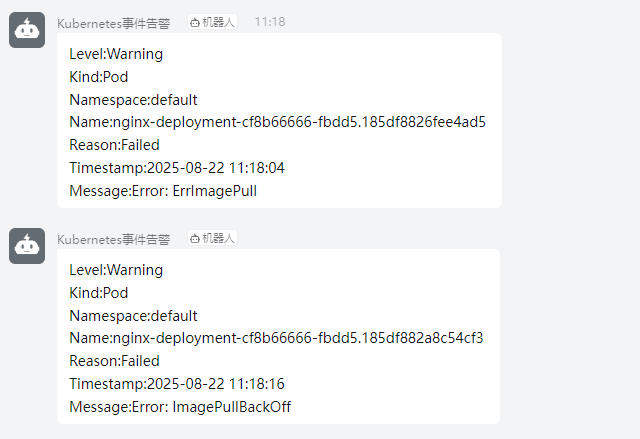 Kubernetes事件告警 机器人 11:18
Level:Warning
Kind:Pod
Namespace:default
Name:nginx-deployment-cf8b66666-fbdd5.185df8826fee4ad5
Reason:Failed
Timestamp:2025-08-22 11:18:04
Message:Error: ErrImagePull
Kubernetes事件告警 机器人
Level:Warning
Kind:Pod
Namespace:default
Name:nginx-deployment-cf8b66666-fbdd5.185df882a8c54cf3
Reason:Failed
Timestamp:2025-08-22 11:18:16
Message:Error: ImagePullBackOff